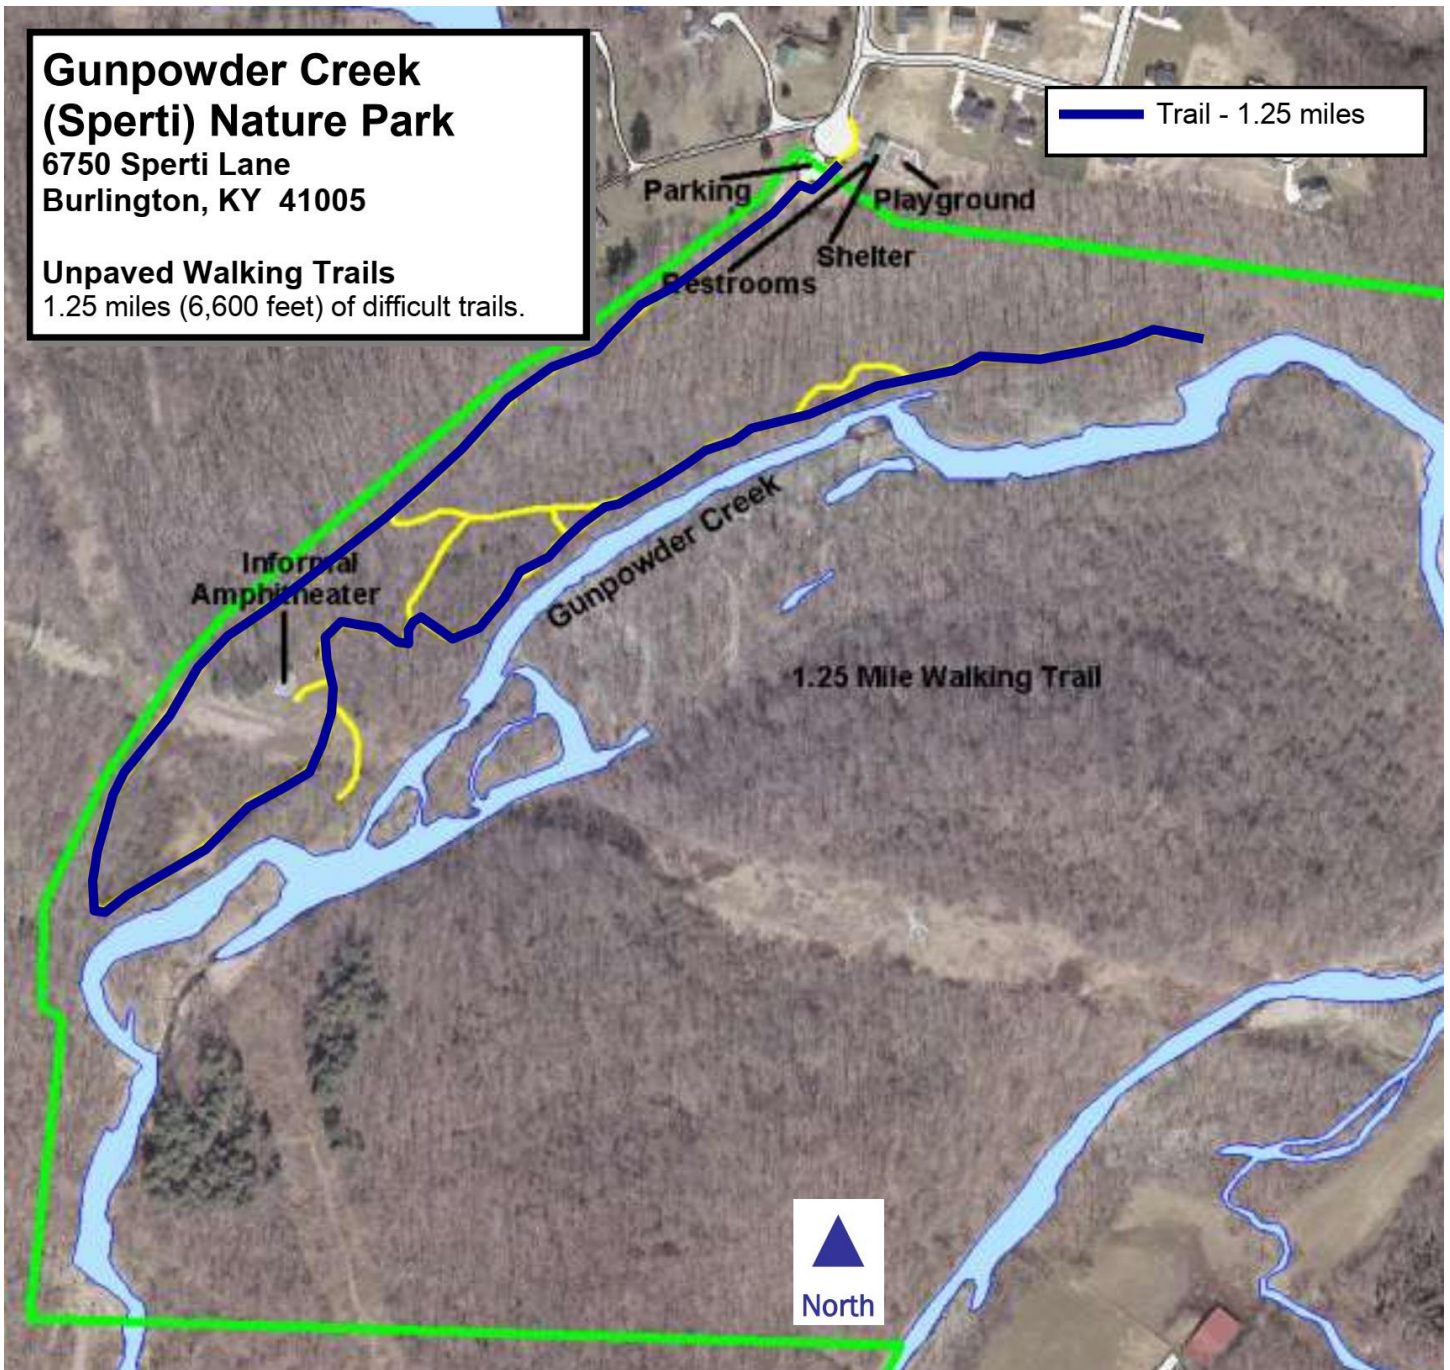 Gunpowder Creek
(Sperti) Nature Park
6750 Sperti Lane
Burlington, KY  41005
Unpaved Walking Trails
1.25 miles (6,600 feet) of difficult trails.
Trail - 1.25 miles
Parking
Playground
Shelter
Restrooms
Gunpowder Creek
Informal
Amphitheater
1.25 Mile Walking Trail
North